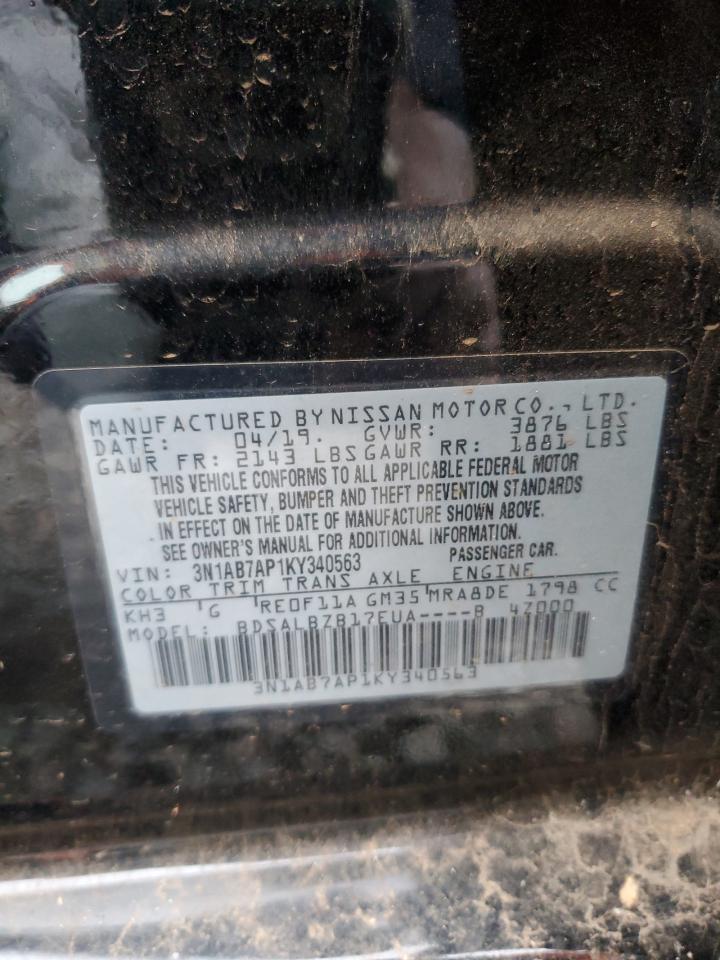 MANUFACTURED BY NISSAN MOTOR CO., LTD.
DATE: 04/19. GVWR: 3876 LBS
GAWR FR: 2143 LBS GAWR RR: 1881 LBS
THIS VEHICLE CONFORMS TO ALL APPLICABLE FEDERAL MOTOR
VEHICLE SAFETY, BUMPER AND THEFT PREVENTION STANDARDS
IN EFFECT ON THE DATE OF MANUFACTURE SHOWN ABOVE.
SEE OWNER'S MANUAL FOR ADDITIONAL INFORMATION.
VIN: 3N1AB7AP1KY340563 PASSENGER CAR.
COLOR TRIM TRANS AXLE ENGINE
KH3 G RE0F11A GM35 MRA8DE 1798 CC
MODEL: BDSALBZB17EUA----B 4Z000
3N1AB7AP1KY340563